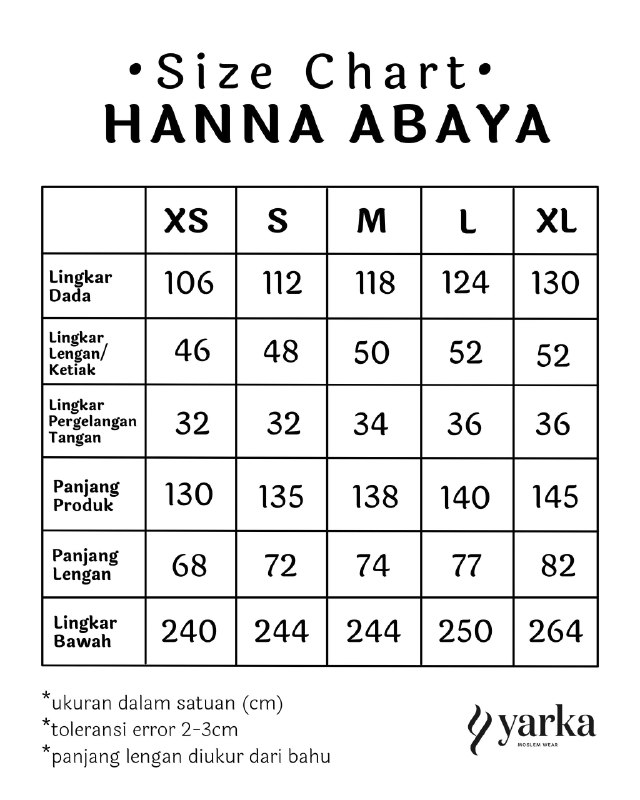 •Size Chart•
HANNA ABAYA
XS S M L XL
Lingkar Dada 106 112 118 124 130
Lingkar Lengan/ Ketiak 46 48 50 52 52
Lingkar Pergelangan Tangan 32 32 34 36 36
Panjang Produk 130 135 138 140 145
Panjang Lengan 68 72 74 77 82
Lingkar Bawah 240 244 244 250 264
*ukuran dalam satuan (cm)
*toleransi error 2-3cm
*panjang lengan diukur dari bahu
yarka
MOSLEM WEAR